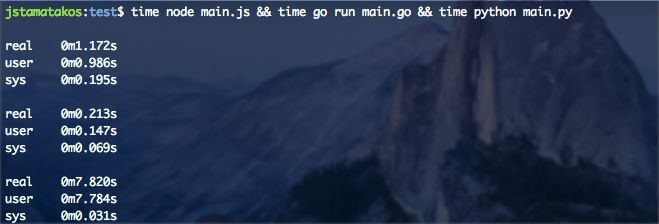 jstamatakos:test$ time node main.js && time go run main.go && time python main.py
real 0m1.172s
user 0m0.986s
sys 0m0.195s
real 0m0.213s
user 0m0.147s
sys 0m0.069s
real 0m7.820s
user 0m7.784s
sys 0m0.031s